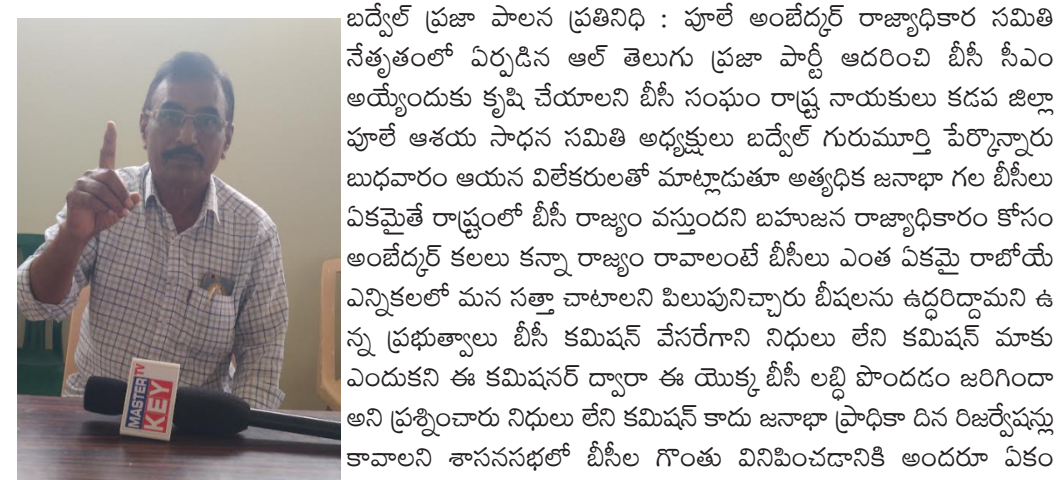 బద్వేల్ ప్రజా పాలన ప్రతినిధి : పూలే అంబేద్కర్ రాజ్యాధికార సమితి
నేతృతంలో ఏర్పడిన ఆల్ తెలుగు ప్రజా పార్టీ ఆదరించి బీసీ సీఎం
అయ్యేందుకు కృషి చేయాలని బీసీ సంఘం రాష్ట్ర నాయకులు కడప జిల్లా
పూలే ఆశయ సాధన సమితి అధ్యక్షులు బద్వేల్ గురుమూర్తి పేర్కొన్నారు
బుధవారం ఆయన విలేకరులతో మాట్లాడుతూ అత్యధిక జనాభా గల బీసీలు
ఏకమైతే రాష్ట్రంలో బీసీ రాజ్యం వస్తుందని బహుజన రాజ్యాధికారం కోసం
అంబేద్కర్ కలలు కన్నా రాజ్యం రావాలంటే బీసీలు ఎంత ఏకమై రాబోయే
ఎన్నికలలో మన సత్తా చాటాలని పిలుపునిచ్చారు బీషలను ఉద్ధరిద్దామని ఉ
న్న ప్రభుత్వాలు బీసీ కమిషన్ వేసరేగాని నిధులు లేని కమిషన్ మాకు
ఎందుకని ఈ కమిషనర్ ద్వారా ఈ యొక్క బీసీ లబ్ధి పొందడం జరిగిందా
అని ప్రశ్నించారు నిధులు లేని కమిషన్ కాదు జనాభా ప్రాధికా దిన రిజర్వేషన్లు
కావాలని శాసనసభలో బీసీల గొంతు వినిపించడానికి అందరూ ఏకం
MASTER TV
KEY